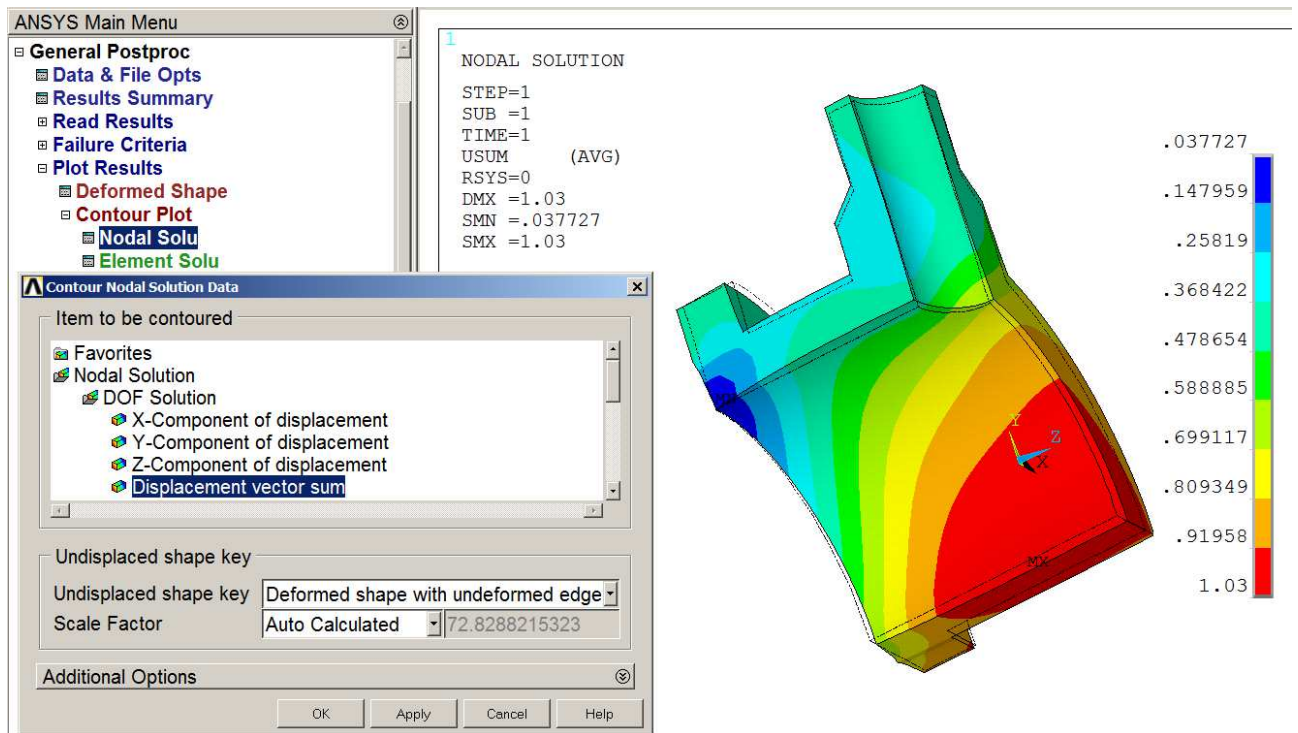 ANSYS Main Menu
General Postproc
Data & File Opts
Results Summary
Read Results
Failure Criteria
Plot Results
Deformed Shape
Contour Plot
Nodal Solu
Element Solu
Contour Nodal Solution Data
Item to be contoured
Favorites
Nodal Solution
DOF Solution
X-Component of displacement
Y-Component of displacement
Z-Component of displacement
Displacement vector sum
Undisplaced shape key
Undisplaced shape key Deformed shape with undeformed edge
Scale Factor Auto Calculated 72.8288215323
Additional Options
OK Apply Cancel Help
1
NODAL SOLUTION
STEP=1
SUB =1
TIME=1
USUM (AVG)
RSYS=0
DMX =1.03
SMN =.037727
SMX =1.03
MN
Y
Z
X
MX
.037727
.147959
.25819
.368422
.478654
.588885
.699117
.809349
.91958
1.03